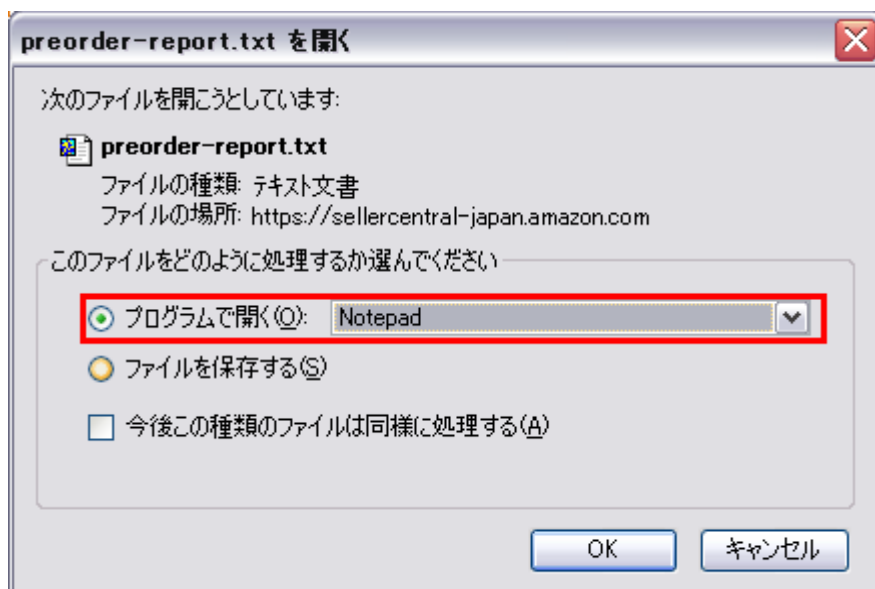 preorder-report.txt を開く
次のファイルを開こうとしています:
preorder-report.txt
ファイルの種類: テキスト文書
ファイルの場所: https://sellercentral-japan.amazon.com
このファイルをどのように処理するか選んでください
プログラムで開く(O): Notepad
ファイルを保存する(S)
今後この種類のファイルは同様に処理する(A)
OK キャンセル